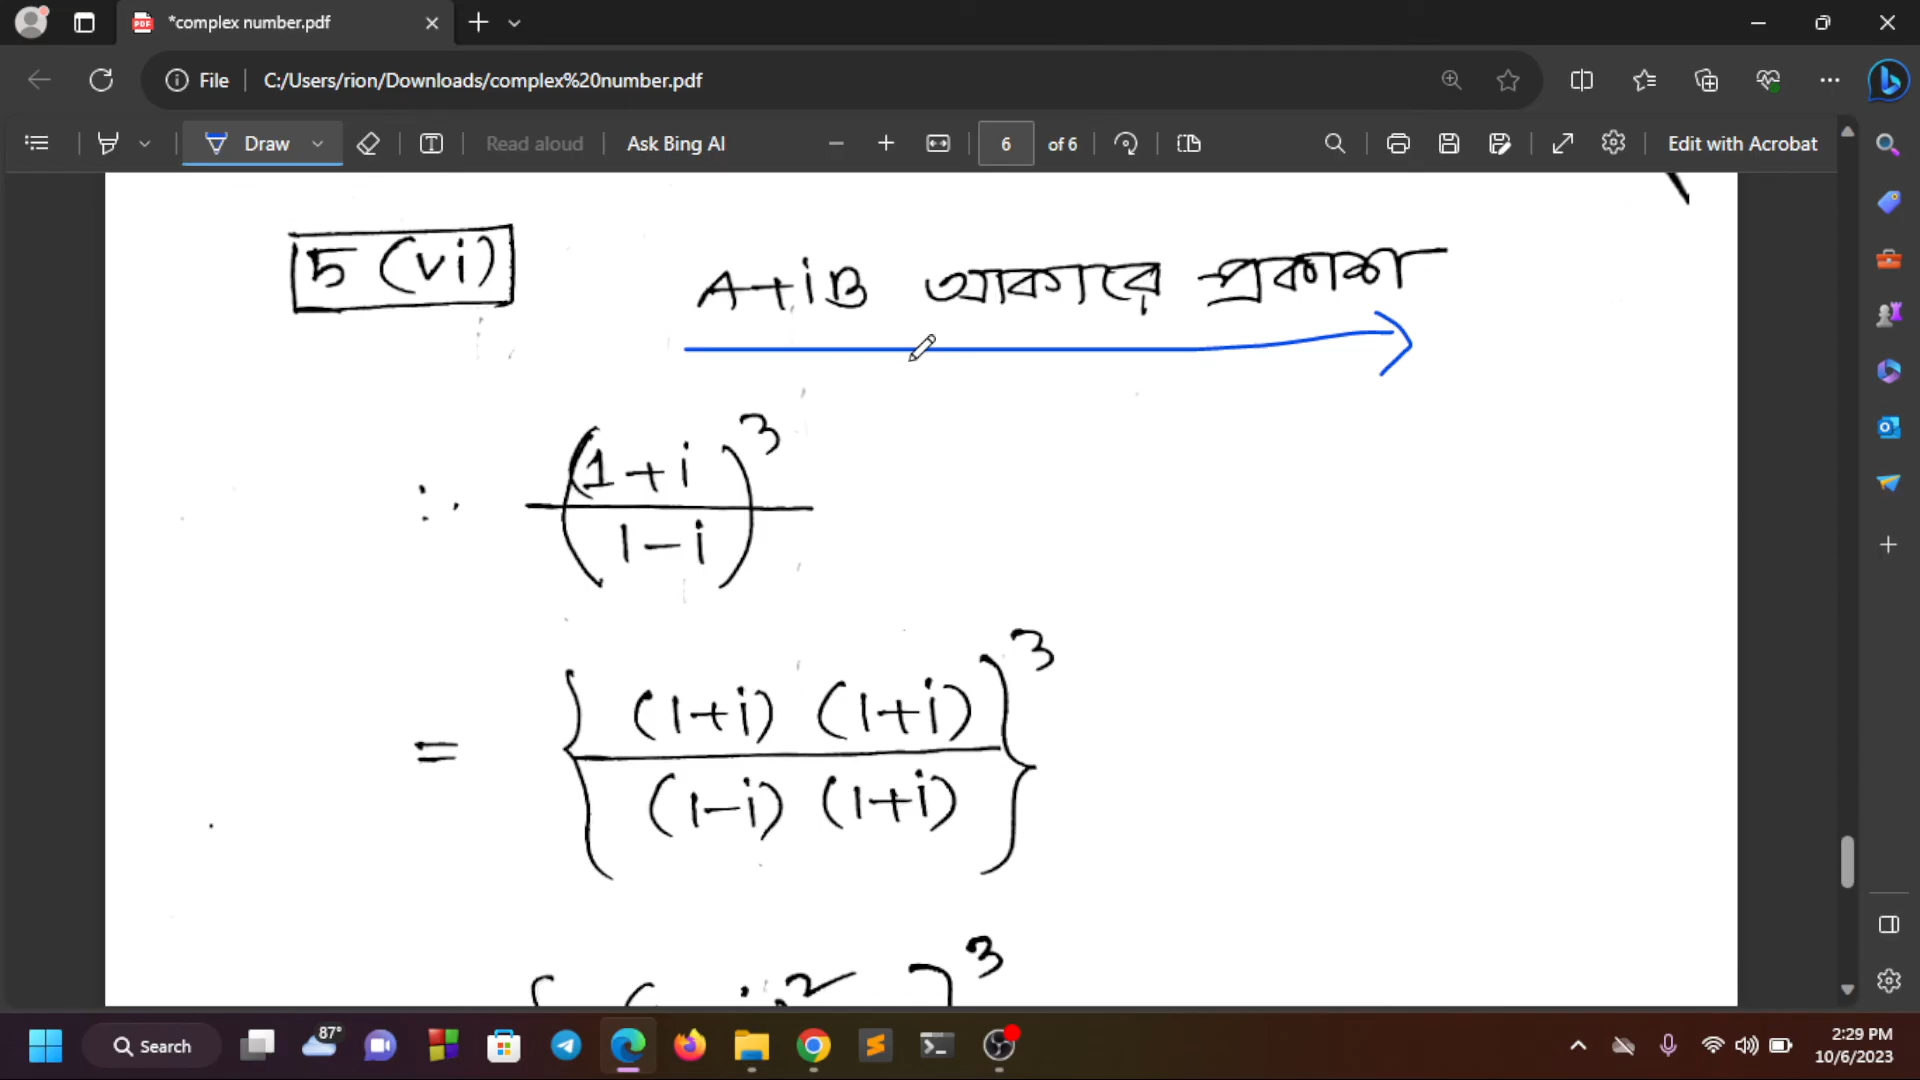 *complex number.pdf
File C:/Users/rion/Downloads/complex%20number.pdf
Draw Read aloud Ask Bing AI 6 of 6 Edit with Acrobat
5 (vi) A+iB আকারে প্রকাশ
∴ (1+i / 1-i)^3
= {(1+i) (1+i) / (1-i) (1+i)}^3
87°
Search
2:29 PM
10/6/2023